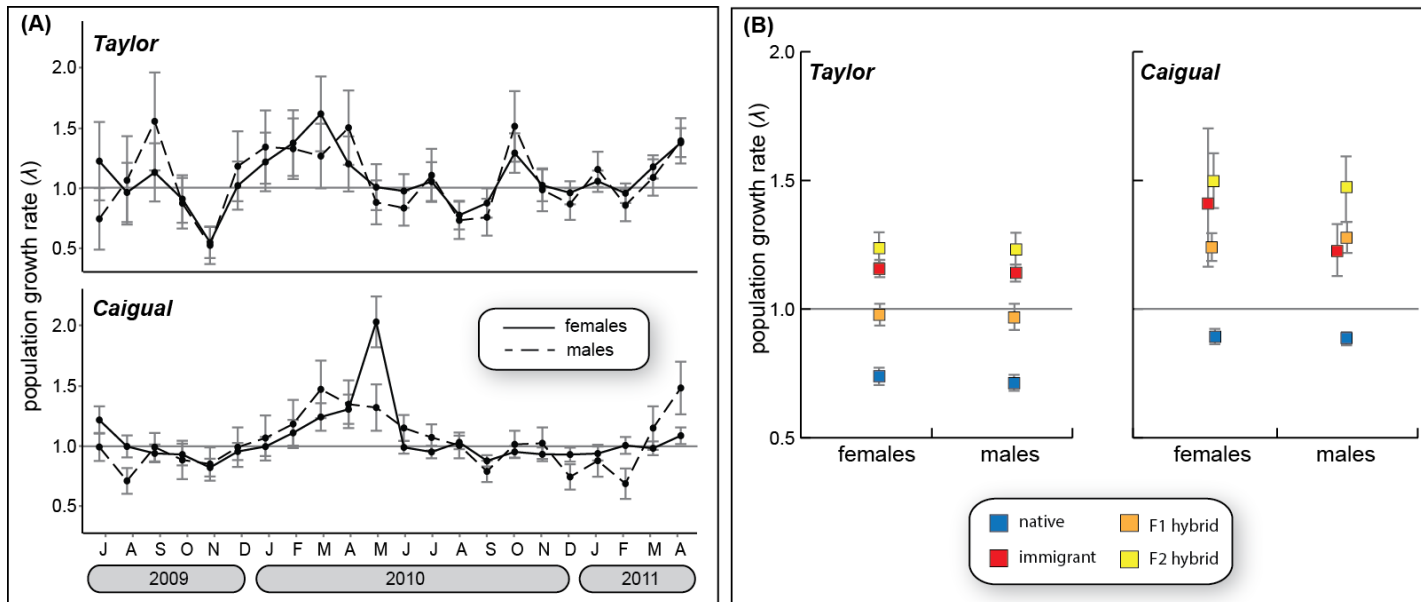 (A)
Taylor
2.0
1.5
1.0
0.5
population growth rate (λ)
Caigual
females
males
2.0
1.5
1.0
0.5
J A S O N D J F M A M J J A S O N D J F M A
2009 2010 2011
(B)
2.0
1.5
1.0
0.5
population growth rate (λ)
Taylor
Caigual
females males females males
native F1 hybrid
immigrant F2 hybrid